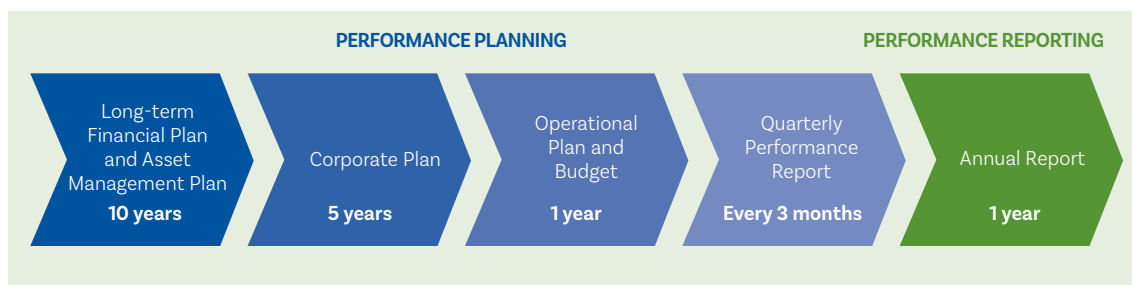 PERFORMANCE PLANNING
PERFORMANCE REPORTING
Long-term
Financial Plan
and Asset
Management Plan
10 years
Corporate Plan
5 years
Operational
Plan and
Budget
1 year
Quarterly
Performance
Report
Every 3 months
Annual Report
1 year